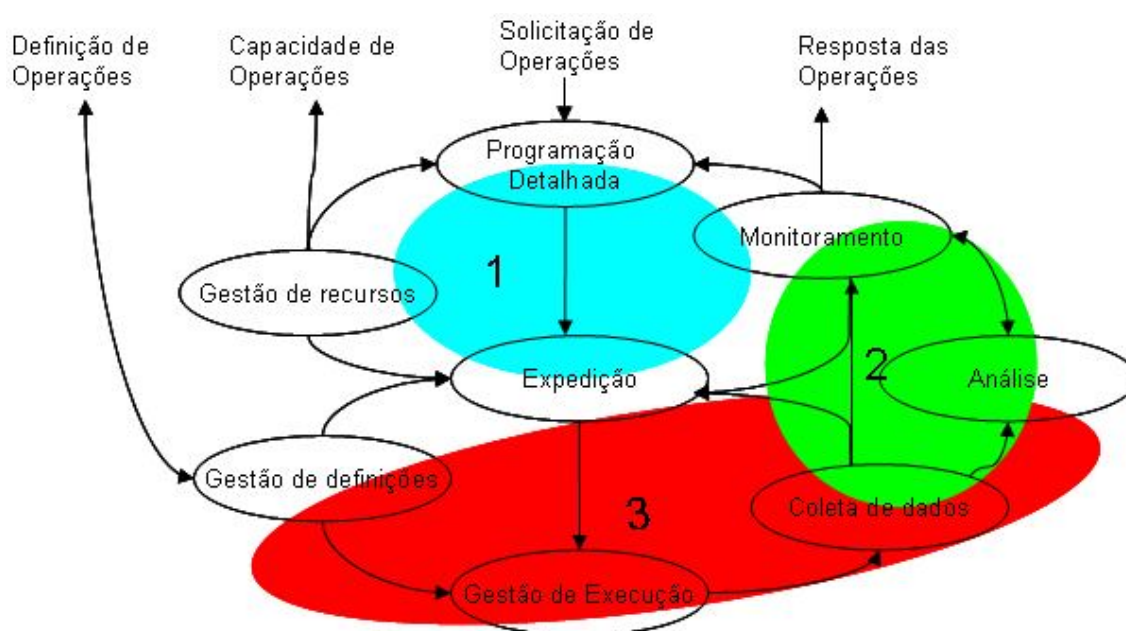 Definição de
Operações
Capacidade de
Operações
Solicitação de
Operações
Resposta das
Operações
Programação
Detalhada
Monitoramento
1
Gestão de recursos
2
Expedição
Análise
Gestão de definições
3
Coleta de dados
Gestão de Execução